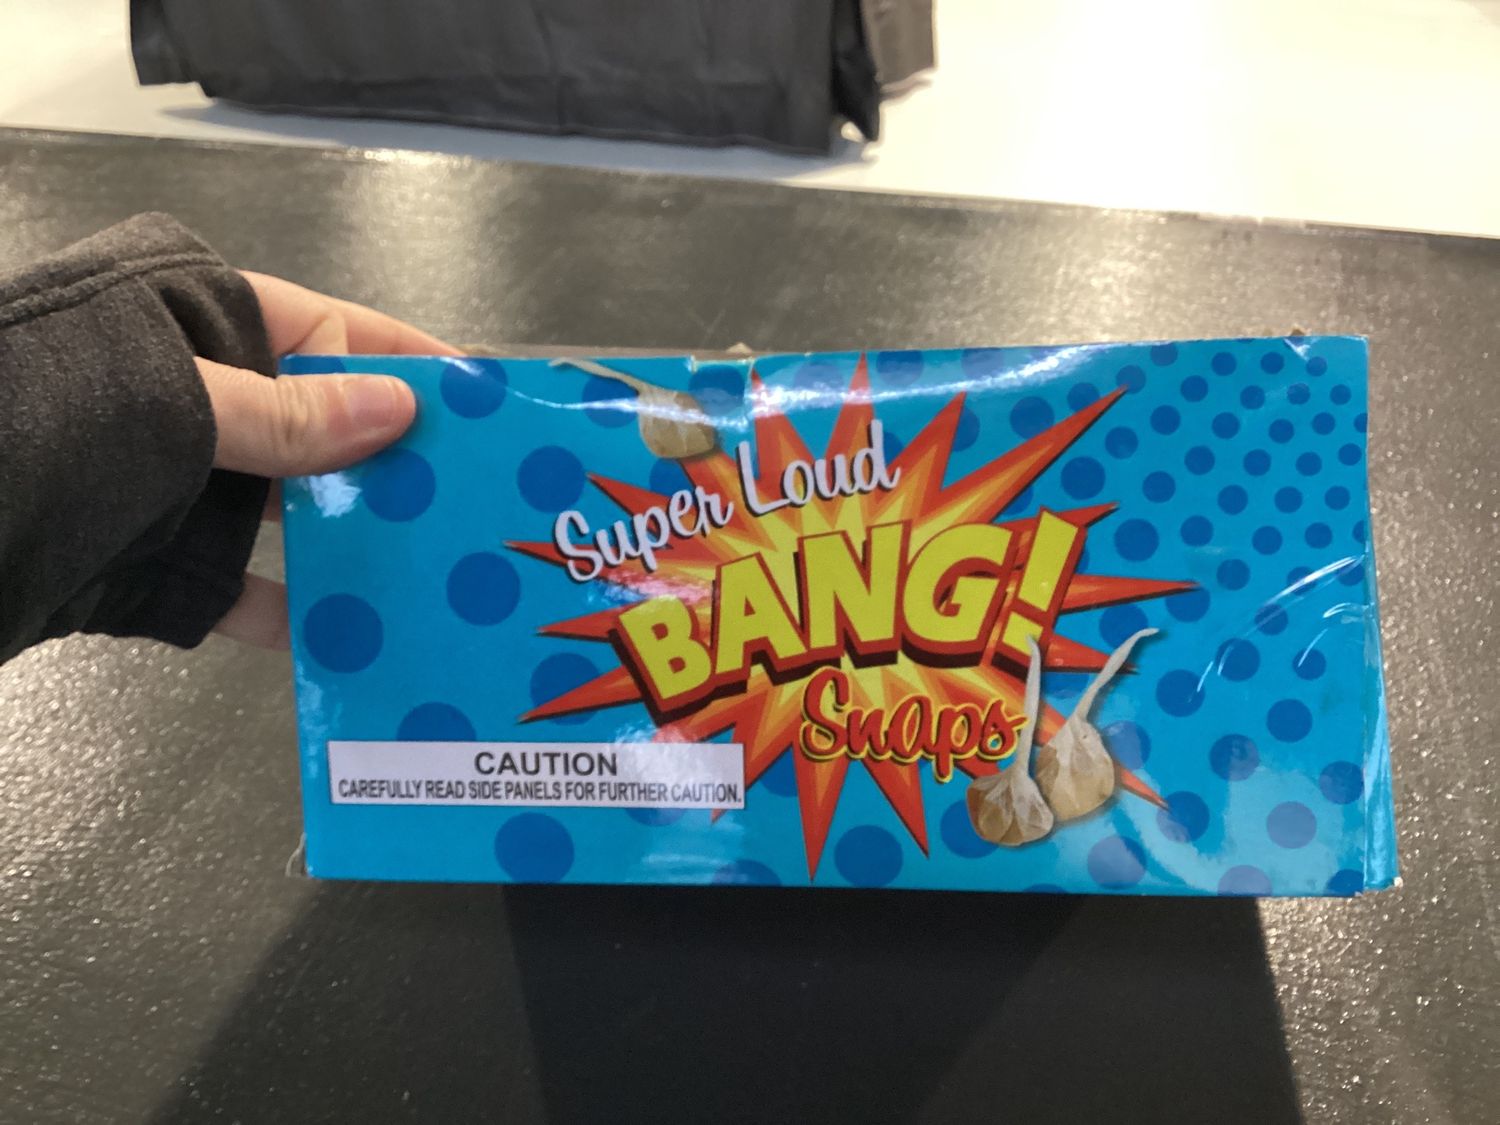 Super Loud
BANG!
Snaps
CAUTION
CAREFULLY READ SIDE PANELS FOR FURTHER CAUTION.